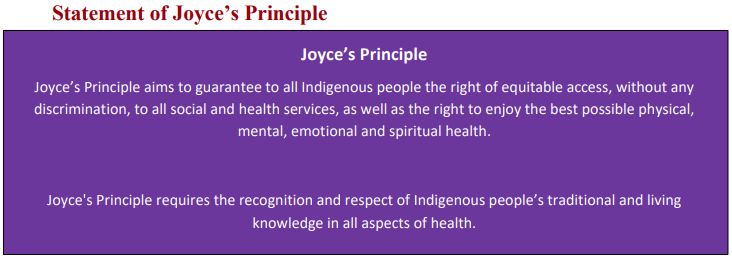 Statement of Joyce’s Principle
Joyce’s Principle
Joyce’s Principle aims to guarantee to all Indigenous people the right of equitable access, without any
discrimination, to all social and health services, as well as the right to enjoy the best possible physical,
mental, emotional and spiritual health.
Joyce's Principle requires the recognition and respect of Indigenous people’s traditional and living
knowledge in all aspects of health.